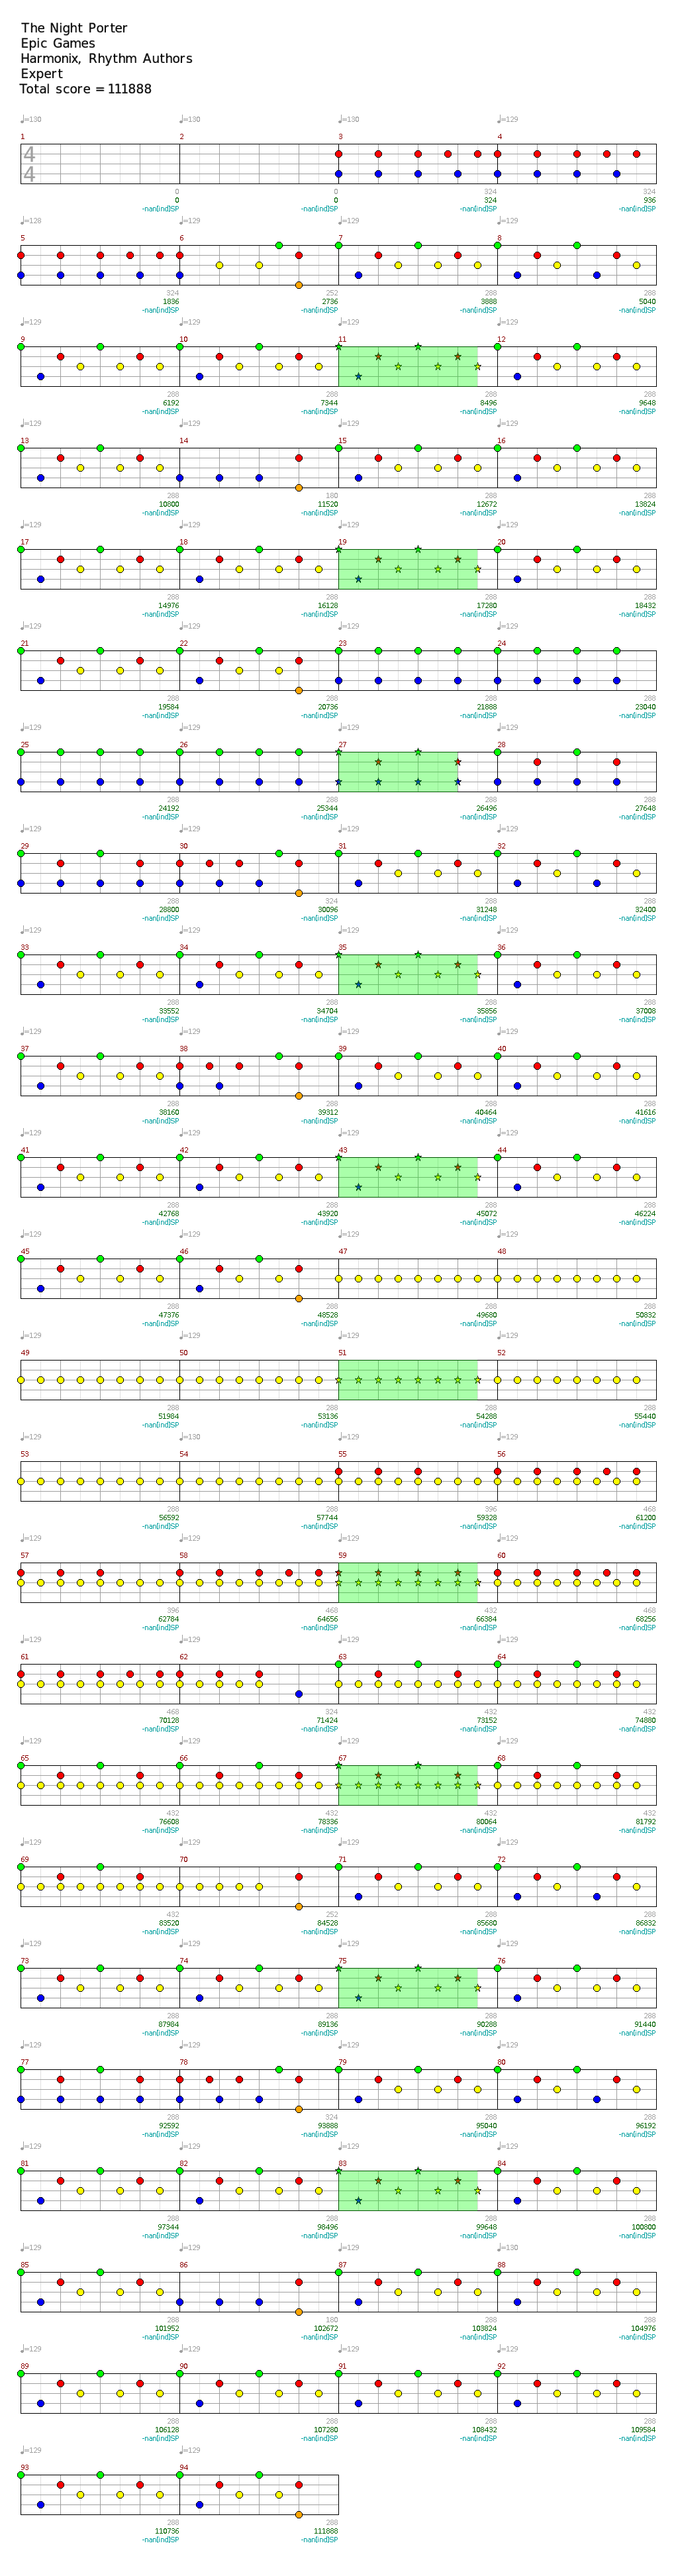 The Night Porter
Epic Games
Harmonix, Rhythm Authors
Expert
Total score = 111888
♩=130 ♩=130 ♩=130 ♩=129
1 2 3 4
4
4
0 0 324 324
0 0 324 936
-nan(ind)SP -nan(ind)SP -nan(ind)SP -nan(ind)SP
♩=128 ♩=129 ♩=129 ♩=129
5 6 7 8
324 252 288 288
1836 2736 3888 5040
-nan(ind)SP -nan(ind)SP -nan(ind)SP -nan(ind)SP
♩=129 ♩=129 ♩=129 ♩=129
9 10 11 12
288 288 288 288
6192 7344 8496 9648
-nan(ind)SP -nan(ind)SP -nan(ind)SP -nan(ind)SP
♩=129 ♩=129 ♩=129 ♩=129
13 14 15 16
288 180 288 288
10800 11520 12672 13824
-nan(ind)SP -nan(ind)SP -nan(ind)SP -nan(ind)SP
♩=129 ♩=129 ♩=129 ♩=129
17 18 19 20
288 288 288 288
14976 16128 17280 18432
-nan(ind)SP -nan(ind)SP -nan(ind)SP -nan(ind)SP
♩=129 ♩=129 ♩=129 ♩=129
21 22 23 24
288 288 288 288
19584 20736 21888 23040
-nan(ind)SP -nan(ind)SP -nan(ind)SP -nan(ind)SP
♩=129 ♩=129 ♩=129 ♩=129
25 26 27 28
288 288 288 288
24192 25344 26496 27648
-nan(ind)SP -nan(ind)SP -nan(ind)SP -nan(ind)SP
♩=129 ♩=129 ♩=129 ♩=129
29 30 31 32
288 324 288 288
28800 30096 31248 32400
-nan(ind)SP -nan(ind)SP -nan(ind)SP -nan(ind)SP
♩=129 ♩=129 ♩=129 ♩=129
33 34 35 36
288 288 288 288
33552 34704 35856 37008
-nan(ind)SP -nan(ind)SP -nan(ind)SP -nan(ind)SP
♩=129 ♩=129 ♩=129 ♩=129
37 38 39 40
288 288 288 288
38160 39312 40464 41616
-nan(ind)SP -nan(ind)SP -nan(ind)SP -nan(ind)SP
♩=129 ♩=129 ♩=129 ♩=129
41 42 43 44
288 288 288 288
42768 43920 45072 46224
-nan(ind)SP -nan(ind)SP -nan(ind)SP -nan(ind)SP
♩=129 ♩=129 ♩=129 ♩=129
45 46 47 48
288 288 288 288
47376 48528 49680 50832
-nan(ind)SP -nan(ind)SP -nan(ind)SP -nan(ind)SP
♩=129 ♩=129 ♩=129 ♩=129
49 50 51 52
288 288 288 288
51984 53136 54288 55440
-nan(ind)SP -nan(ind)SP -nan(ind)SP -nan(ind)SP
♩=129 ♩=130 ♩=129 ♩=129
53 54 55 56
288 288 396 468
56592 57744 59328 61200
-nan(ind)SP -nan(ind)SP -nan(ind)SP -nan(ind)SP
♩=129 ♩=129 ♩=129 ♩=129
57 58 59 60
396 468 432 468
62784 64656 66384 68256
-nan(ind)SP -nan(ind)SP -nan(ind)SP -nan(ind)SP
♩=129 ♩=129 ♩=129 ♩=129
61 62 63 64
468 324 432 432
70128 71424 73152 74880
-nan(ind)SP -nan(ind)SP -nan(ind)SP -nan(ind)SP
♩=129 ♩=129 ♩=129 ♩=129
65 66 67 68
432 432 432 432
76608 78336 80064 81792
-nan(ind)SP -nan(ind)SP -nan(ind)SP -nan(ind)SP
♩=129 ♩=129 ♩=129 ♩=129
69 70 71 72
432 252 288 288
83520 84528 85680 86832
-nan(ind)SP -nan(ind)SP -nan(ind)SP -nan(ind)SP
♩=129 ♩=129 ♩=129 ♩=129
73 74 75 76
288 288 288 288
87984 89136 90288 91440
-nan(ind)SP -nan(ind)SP -nan(ind)SP -nan(ind)SP
♩=129 ♩=129 ♩=129 ♩=129
77 78 79 80
288 324 288 288
92592 93888 95040 96192
-nan(ind)SP -nan(ind)SP -nan(ind)SP -nan(ind)SP
♩=129 ♩=129 ♩=129 ♩=129
81 82 83 84
288 288 288 288
97344 98496 99648 100800
-nan(ind)SP -nan(ind)SP -nan(ind)SP -nan(ind)SP
♩=129 ♩=129 ♩=129 ♩=130
85 86 87 88
288 180 288 288
101952 102672 103824 104976
-nan(ind)SP -nan(ind)SP -nan(ind)SP -nan(ind)SP
♩=129 ♩=129 ♩=129 ♩=129
89 90 91 92
288 288 288 288
106128 107280 108432 109584
-nan(ind)SP -nan(ind)SP -nan(ind)SP -nan(ind)SP
♩=129 ♩=129
93 94
288 288
110736 111888
-nan(ind)SP -nan(ind)SP